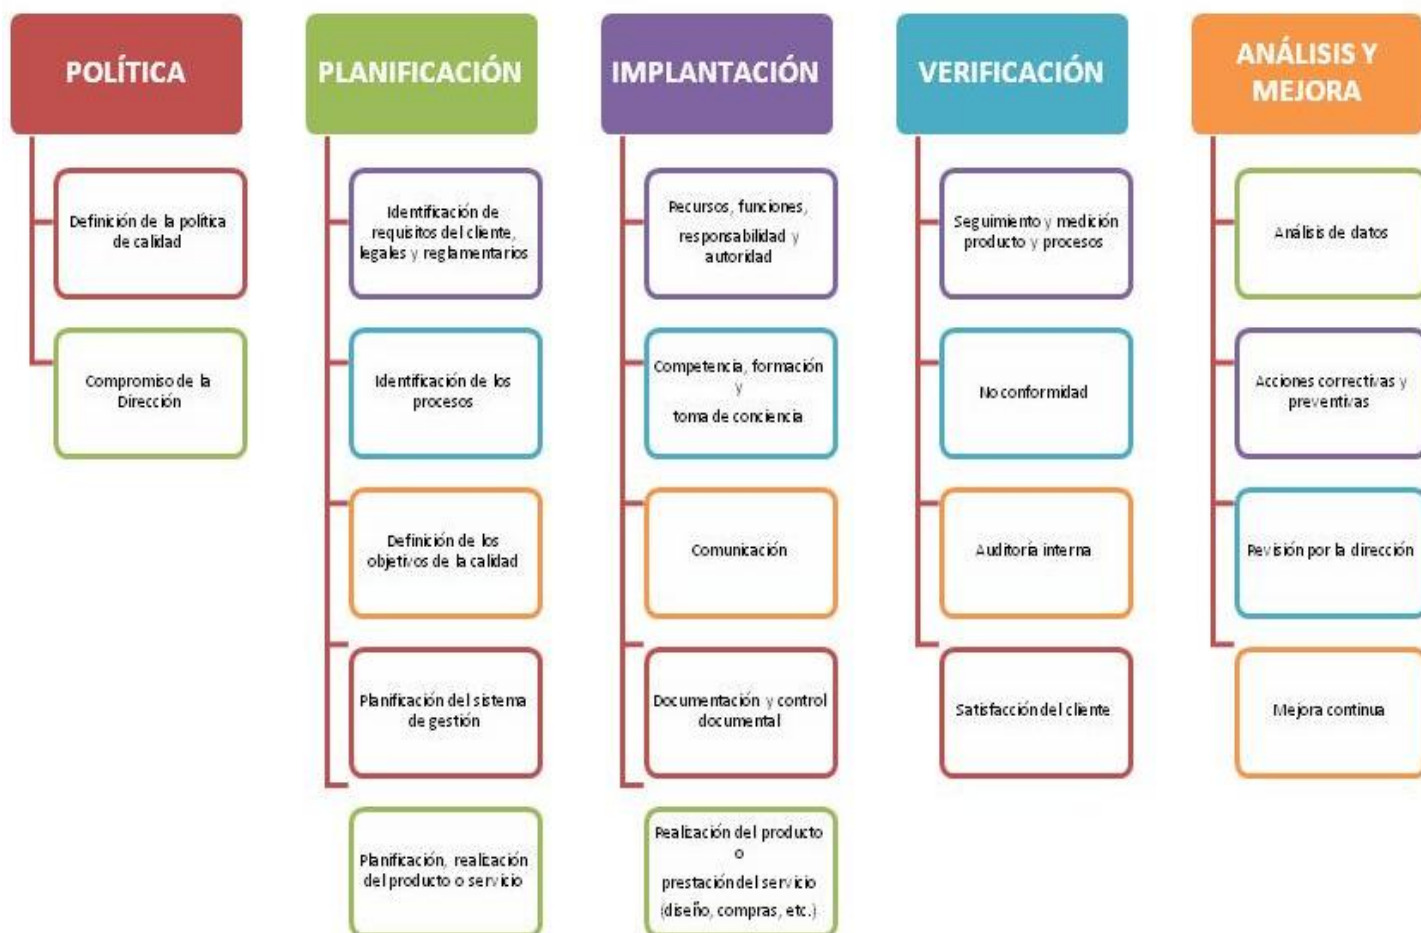 POLÍTICA
Definición de la política
de calidad
Compromiso de la
Dirección
PLANIFICACIÓN
Identificación de
requisitos del cliente,
legales y reglamentarios
Identificación de los
procesos
Definición de los
objetivos de la calidad
Planificación del sistema
de gestión
Planificación, realización
del producto o servicio
IMPLANTACIÓN
Recursos, funciones,
responsabilidad y
autoridad
Competencia, formación
y
toma de conciencia
Comunicación
Documentación y control
documental
Realización del producto
o
prestación del servicio
(diseño, compras, etc.)
VERIFICACIÓN
Seguimiento y medición
producto y procesos
No conformidad
Auditoría interna
Satisfacción del cliente
ANÁLISIS Y
MEJORA
Análisis de datos
Acciones correctivas y
preventivas
Revisión por la dirección
Mejora continua